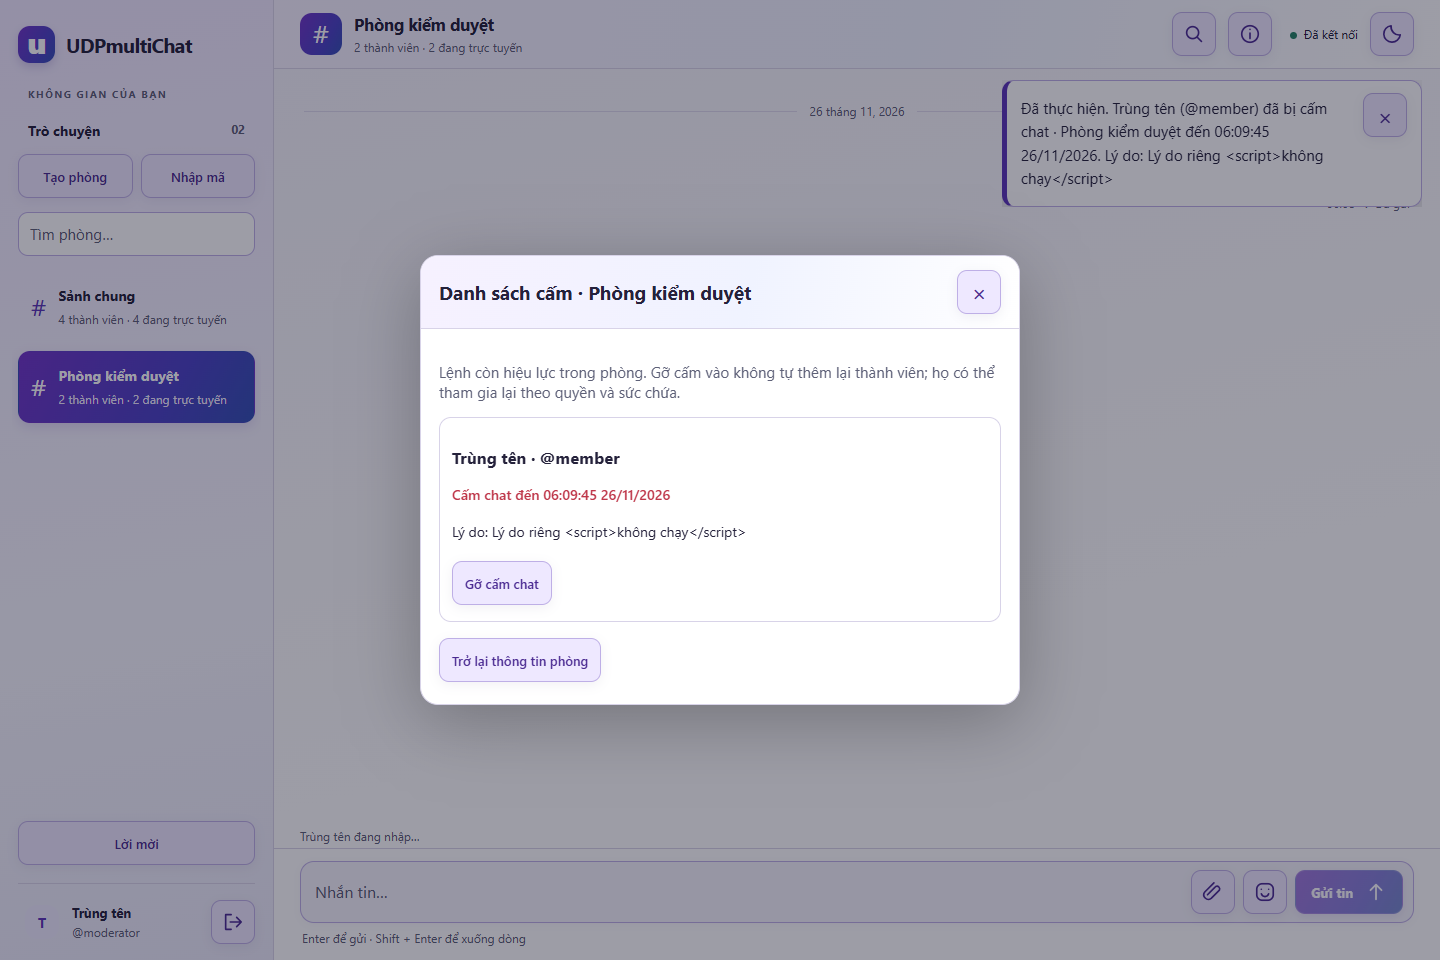 u
UDPmultiChat
KHÔNG GIAN CỦA BẠN
Trò chuyện
02
Tạo phòng
Nhập mã
Tìm phòng...
# Sảnh chung
4 thành viên · 4 đang trực tuyến
# Phòng kiểm duyệt
2 thành viên · 2 đang trực tuyến
Lời mời
T
Trùng tên
@moderator
# Phòng kiểm duyệt
2 thành viên · 2 đang trực tuyến
Đã kết nối
26 tháng 11, 2026
Đã thực hiện. Trùng tên (@member) đã bị cấm
chat · Phòng kiểm duyệt đến 06:09:45
26/11/2026. Lý do: Lý do riêng <script>không
chạy</script>
×
Danh sách cấm · Phòng kiểm duyệt
×
Lệnh còn hiệu lực trong phòng. Gỡ cấm vào không tự thêm lại thành viên; họ có thể
tham gia lại theo quyền và sức chứa.
Trùng tên · @member
Cấm chat đến 06:09:45 26/11/2026
Lý do: Lý do riêng <script>không chạy</script>
Gỡ cấm chat
Trở lại thông tin phòng
Trùng tên đang nhập...
Nhắn tin...
Gửi tin
Enter để gửi · Shift + Enter để xuống dòng